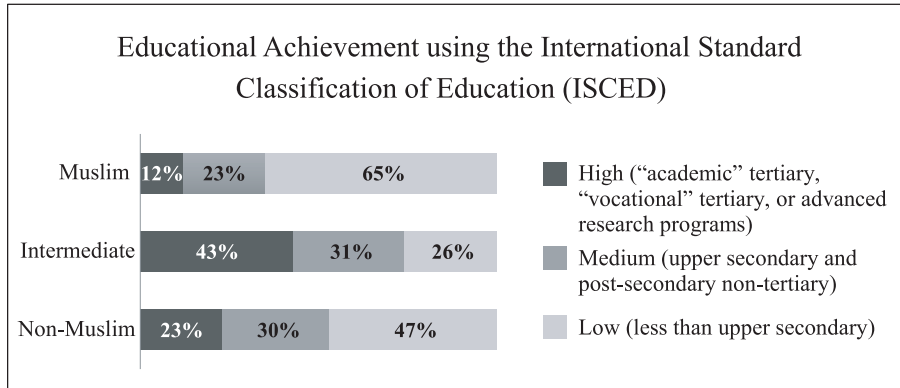 Educational Achievement using the International Standard
Classification of Education (ISCED)
Muslim
12% 23% 65%
Intermediate
43% 31% 26%
Non-Muslim
23% 30% 47%
High (“academic” tertiary,
“vocational” tertiary, or advanced
research programs)
Medium (upper secondary and
post-secondary non-tertiary)
Low (less than upper secondary)